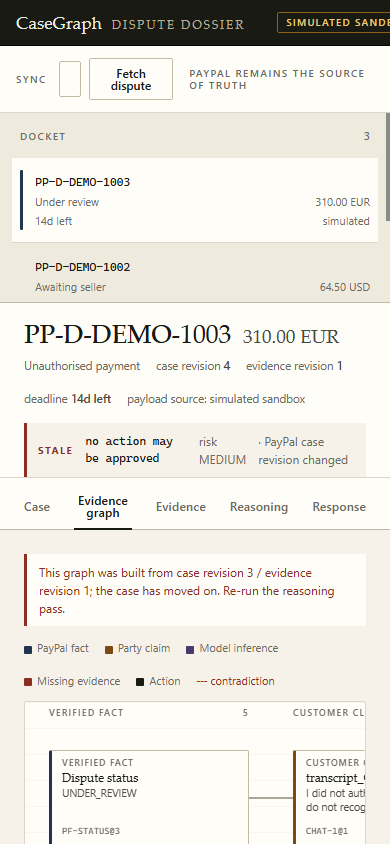 CaseGraph DISPUTE DOSSIER
SIMULATED SAND
SYNC
Fetch
dispute
PAYPAL REMAINS THE SOURCE
OF TRUTH
DOCKET 3
PP-D-DEMO-1003
Under review 310.00 EUR
14d left simulated
PP-D-DEMO-1002
Awaiting seller 64.50 USD
PP-D-DEMO-1003 310.00 EUR
Unauthorised payment case revision 4 evidence revision 1
deadline 14d left payload source: simulated sandbox
STALE
no action may
be approved
risk
MEDIUM
· PayPal case
revision changed
Case
Evidence
graph
Evidence
Reasoning
Response
This graph was built from case revision 3 / evidence
revision 1; the case has moved on. Re-run the reasoning
pass.
PayPal fact Party claim Model inference
Missing evidence Action --- contradiction
VERIFIED FACT 5
CUSTOMER CL
VERIFIED FACT
Dispute status
UNDER_REVIEW
PF-STATUS@3
CUSTOMER
transcript_
I did not auth
do not recog
CHAT-1@1